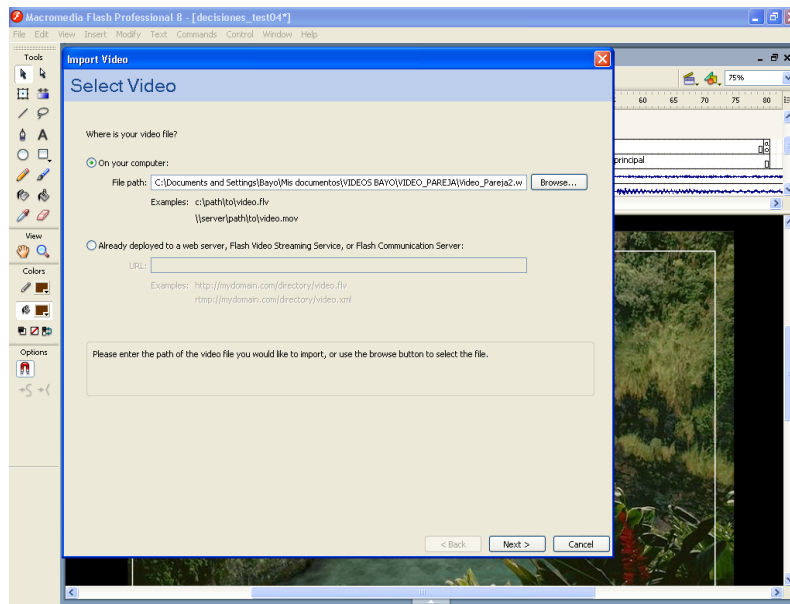 Macromedia Flash Professional 8 - [decisiones_test04*]
File Edit View Insert Modify Text Commands Control Window Help
Tools
Import Video
Select Video
75%
60 65 70 75 80
Where is your video file?
principal
On your computer:
File path: C:\Documents and Settings\Bayo\Mis documentos\VIDEOS BAYO\VIDEO_PAREJA\Video_Pareja2.w Browse...
Examples: c:\path\to\video.flv
\\server\path\to\video.mov
View
Already deployed to a web server, Flash Video Streaming Service, or Flash Communication Server:
URL:
Colors
Examples: http://mydomain.com/directory/video.flv
rtmp://mydomain.com/directory/video.xml
Options
Please enter the path of the video file you would like to import, or use the browse button to select the file.
< Back Next > Cancel